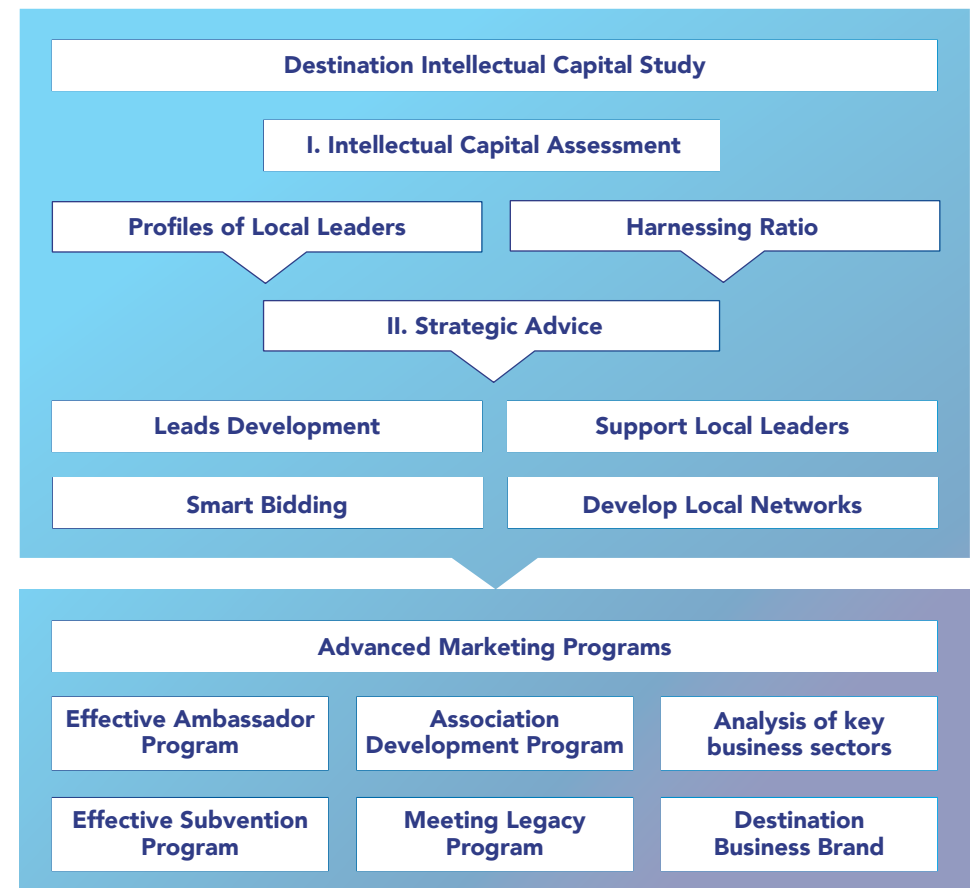 Destination Intellectual Capital Study
I. Intellectual Capital Assessment
Profiles of Local Leaders
Harnessing Ratio
II. Strategic Advice
Leads Development
Support Local Leaders
Smart Bidding
Develop Local Networks
Advanced Marketing Programs
Effective Ambassador
Program
Association
Development Program
Analysis of key
business sectors
Effective Subvention
Program
Meeting Legacy
Program
Destination
Business Brand